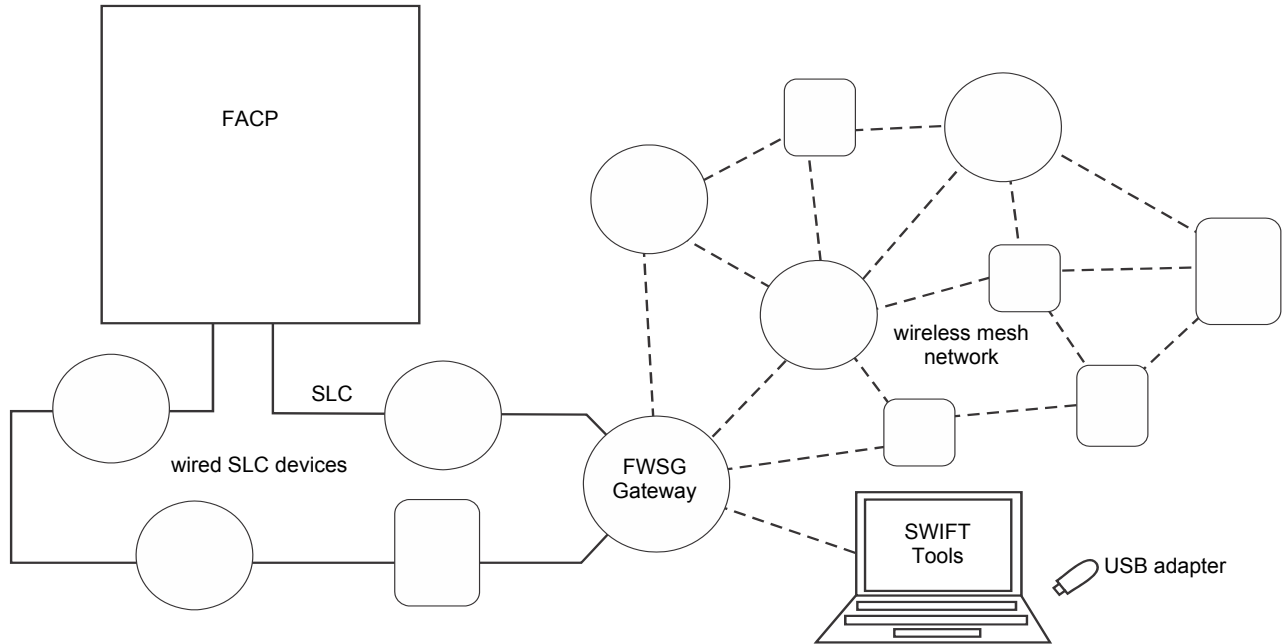 FACP
SLC
wired SLC devices
FWSG
Gateway
wireless mesh
network
SWIFT
Tools
USB adapter